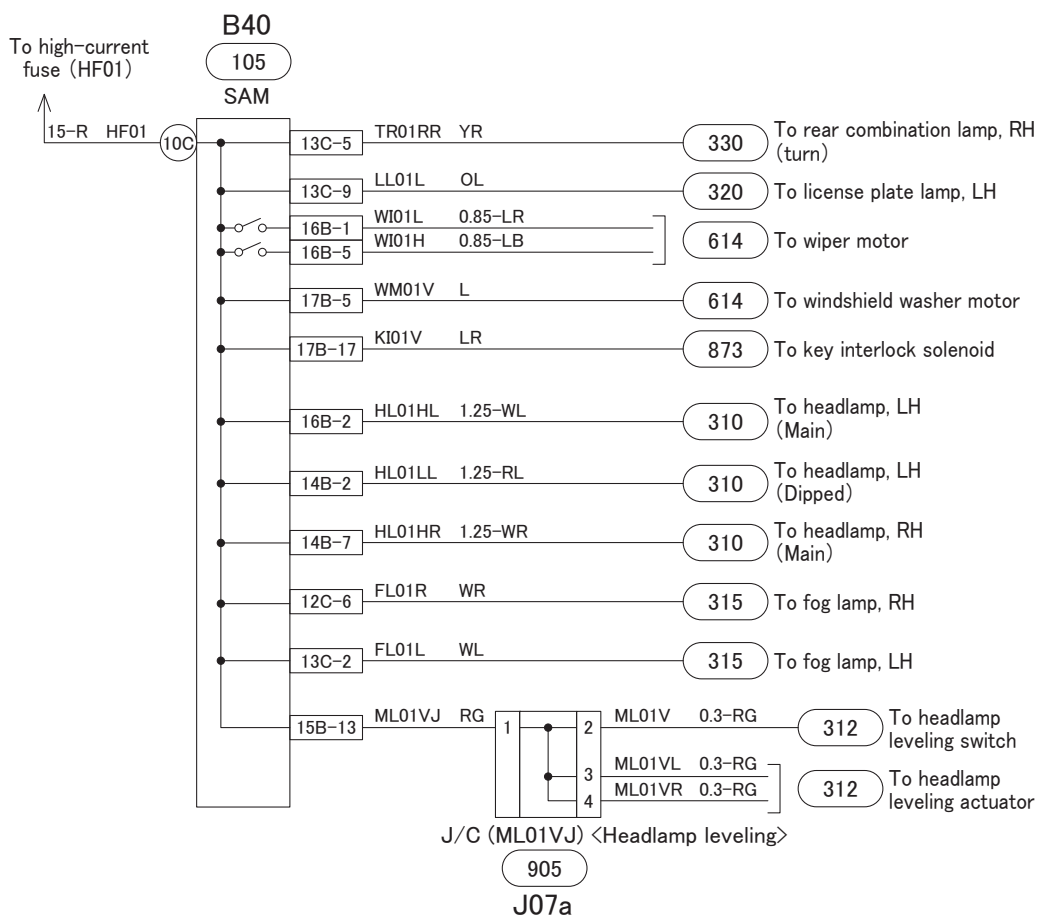 B40
To high-current
fuse (HF01)
105
SAM
15-R HF01 10C
13C-5 TR01RR YR 330 To rear combination lamp, RH
(turn)
13C-9 LL01L OL 320 To license plate lamp, LH
16B-1 WI01L 0.85-LR
16B-5 WI01H 0.85-LB
614 To wiper motor
17B-5 WM01V L 614 To windshield washer motor
17B-17 KI01V LR 873 To key interlock solenoid
16B-2 HL01HL 1.25-WL 310 To headlamp, LH
(Main)
14B-2 HL01LL 1.25-RL 310 To headlamp, LH
(Dipped)
14B-7 HL01HR 1.25-WR 310 To headlamp, RH
(Main)
12C-6 FL01R WR 315 To fog lamp, RH
13C-2 FL01L WL 315 To fog lamp, LH
15B-13 ML01VJ RG 1 2 ML01V 0.3-RG 312 To headlamp
leveling switch
3 ML01VL 0.3-RG
4 ML01VR 0.3-RG
312 To headlamp
leveling actuator
J/C (ML01VJ) <Headlamp leveling>
905
J07a